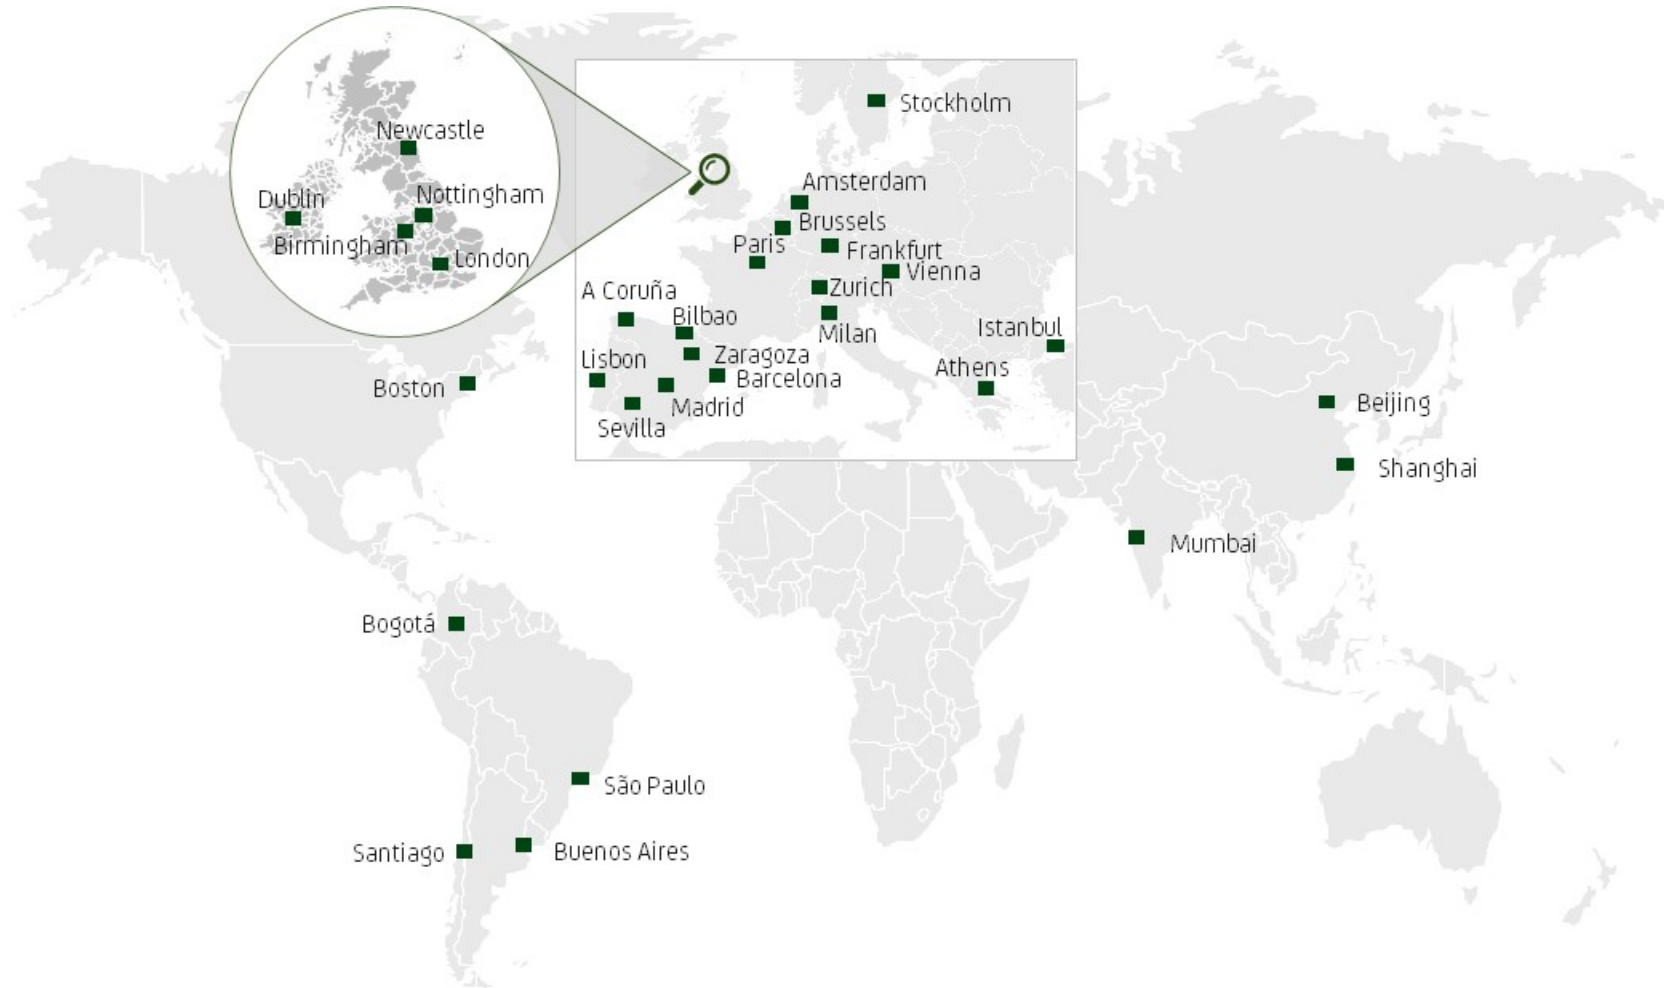 Newcastle
Dublin
Nottingham
Birmingham
London
Stockholm
Amsterdam
Brussels
Paris
Frankfurt
Vienna
Zurich
A Coruña
Bilbao
Milan
Istanbul
Lisbon
Zaragoza
Athens
Barcelona
Madrid
Sevilla
Boston
Beijing
Shanghai
Mumbai
Bogotá
São Paulo
Santiago
Buenos Aires